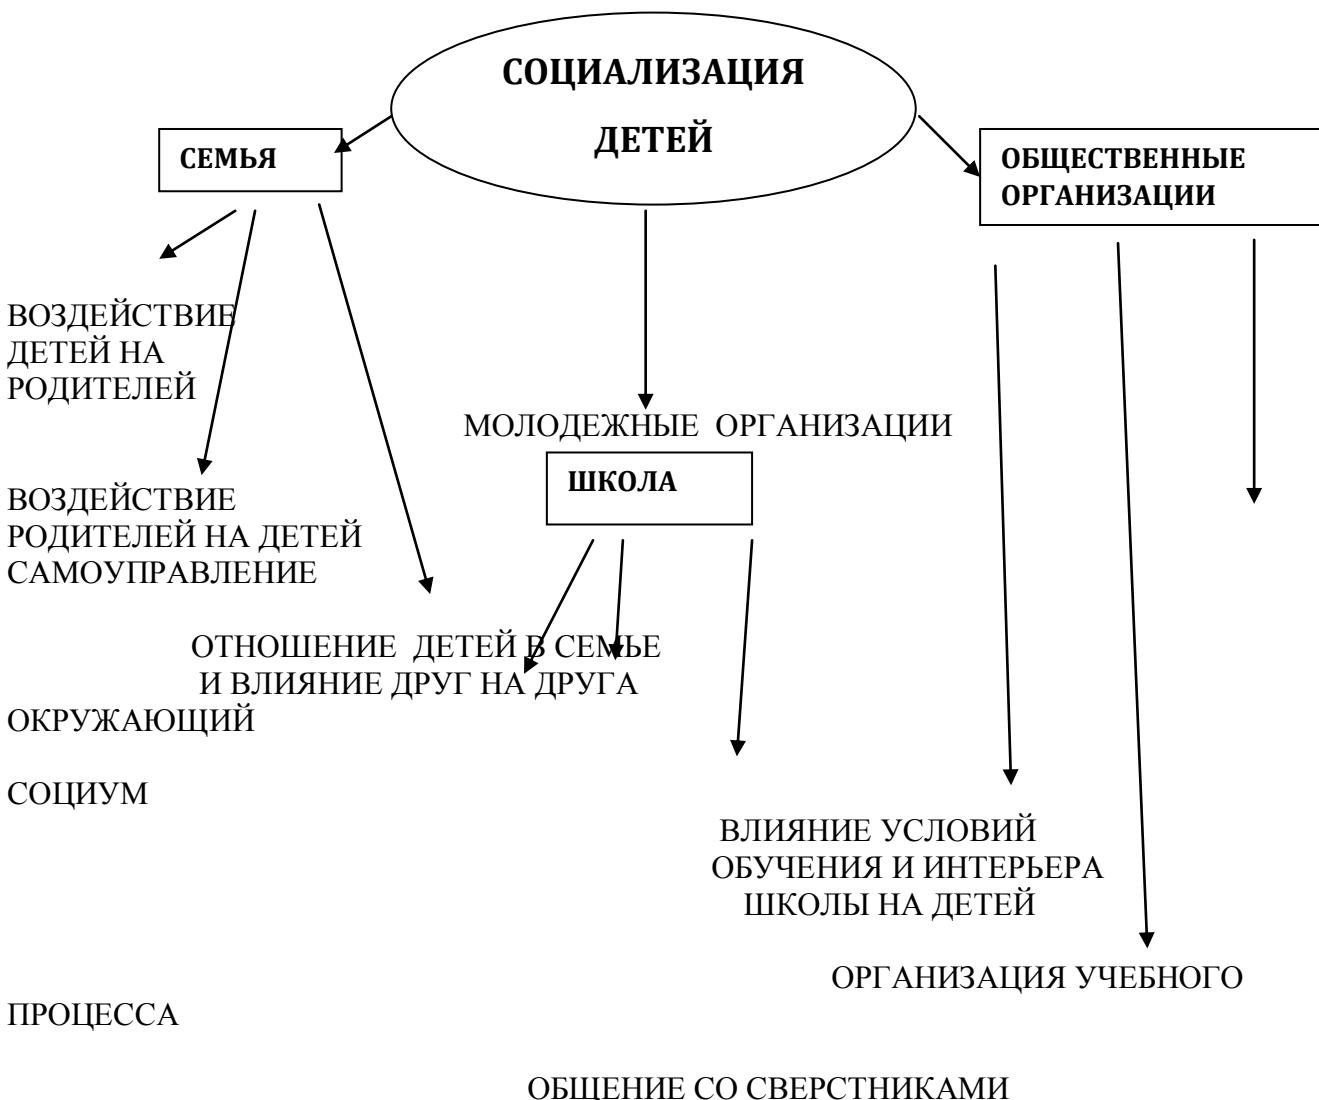 СОЦИАЛИЗАЦИЯ
ДЕТЕЙ
СЕМЬЯ
ОБЩЕСТВЕННЫЕ
ОРГАНИЗАЦИИ
ВОЗДЕЙСТВИЕ
ДЕТЕЙ НА
РОДИТЕЛЕЙ
МОЛОДЕЖНЫЕ ОРГАНИЗАЦИИ
ШКОЛА
ВОЗДЕЙСТВИЕ
РОДИТЕЛЕЙ НА ДЕТЕЙ
САМОУПРАВЛЕНИЕ
ОТНОШЕНИЕ ДЕТЕЙ В СЕМЬЕ
И ВЛИЯНИЕ ДРУГ НА ДРУГА
ОКРУЖАЮЩИЙ
СОЦИУМ
ВЛИЯНИЕ УСЛОВИЙ
ОБУЧЕНИЯ И ИНТЕРЬЕРА
ШКОЛЫ НА ДЕТЕЙ
ОРГАНИЗАЦИЯ УЧЕБНОГО
ПРОЦЕССА
ОБЩЕНИЕ СО СВЕРСТНИКАМИ